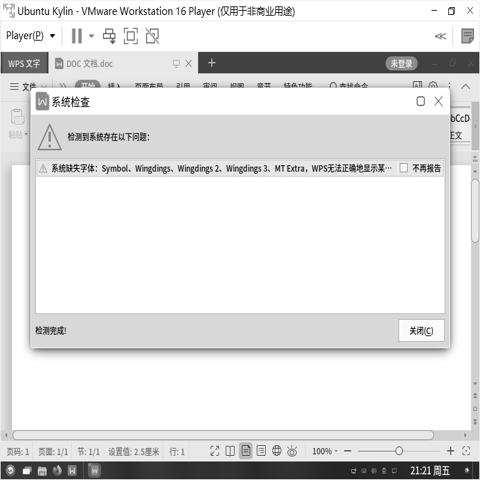 Ubuntu Kylin - VMware Workstation 16 Player (仅用于非商业用途)
Player(P)
WPS 文字
DOC 文档.doc
未登录
文件
开始 插入 页面布局 引用 审阅 视图 章节 特色功能 查找命令
粘贴
系统检查
bCcD
正文
检测到系统存在以下问题：
系统缺失字体：Symbol、Wingdings、Wingdings 2、Wingdings 3、MT Extra，WPS无法正确地显示某…
不再报告
检测完成!
关闭(C)
页码: 1 页面: 1/1 节: 1/1 设置值: 2.5厘米 行: 1
100%
21:21 周五